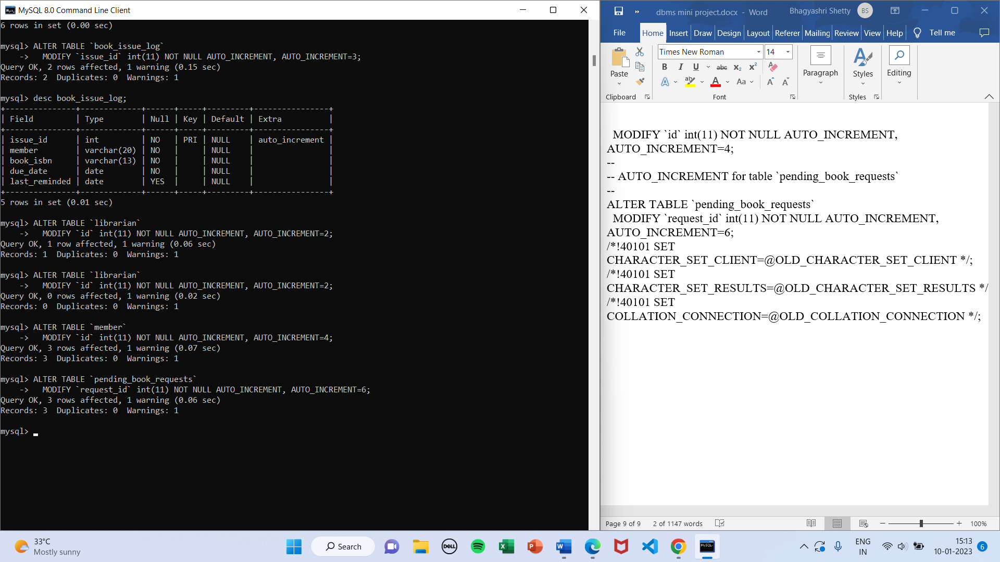 MySQL 8.0 Command Line Client
6 rows in set (0.00 sec)
mysql> ALTER TABLE `book_issue_log`
    ->   MODIFY `issue_id` int(11) NOT NULL AUTO_INCREMENT, AUTO_INCREMENT=3;
Query OK, 2 rows affected, 1 warning (0.15 sec)
Records: 2  Duplicates: 0  Warnings: 1
mysql> desc book_issue_log;
+---------------+-------------+------+-----+---------+----------------+
| Field         | Type        | Null | Key | Default | Extra          |
+---------------+-------------+------+-----+---------+----------------+
| issue_id      | int         | NO   | PRI | NULL    | auto_increment |
| member        | varchar(20) | NO   |     | NULL    |                |
| book_isbn     | varchar(13) | NO   |     | NULL    |                |
| due_date      | date        | NO   |     | NULL    |                |
| last_reminded | date        | YES  |     | NULL    |                |
+---------------+-------------+------+-----+---------+----------------+
5 rows in set (0.01 sec)
mysql> ALTER TABLE `librarian`
    ->   MODIFY `id` int(11) NOT NULL AUTO_INCREMENT, AUTO_INCREMENT=2;
Query OK, 1 row affected, 1 warning (0.06 sec)
Records: 1  Duplicates: 0  Warnings: 1
mysql> ALTER TABLE `librarian`
    ->   MODIFY `id` int(11) NOT NULL AUTO_INCREMENT, AUTO_INCREMENT=2;
Query OK, 0 rows affected, 1 warning (0.02 sec)
Records: 0  Duplicates: 0  Warnings: 1
mysql> ALTER TABLE `member`
    ->   MODIFY `id` int(11) NOT NULL AUTO_INCREMENT, AUTO_INCREMENT=4;
Query OK, 3 rows affected, 1 warning (0.07 sec)
Records: 3  Duplicates: 0  Warnings: 1
mysql> ALTER TABLE `pending_book_requests`
    ->   MODIFY `request_id` int(11) NOT NULL AUTO_INCREMENT, AUTO_INCREMENT=6;
Query OK, 3 rows affected, 1 warning (0.06 sec)
Records: 3  Duplicates: 0  Warnings: 1
mysql>
dbms mini project.docx - Word
Bhagyashri Shetty BS
File Home Insert Draw Design Layout Referer Mailing Review View Help Tell me
Times New Roman 14
Paste
B I U abc x₂ x²
A ab A Aa A A
Paragraph Styles Editing
Clipboard Font Styles
MODIFY `id` int(11) NOT NULL AUTO_INCREMENT,
AUTO_INCREMENT=4;
--
-- AUTO_INCREMENT for table `pending_book_requests`
--
ALTER TABLE `pending_book_requests`
MODIFY `request_id` int(11) NOT NULL AUTO_INCREMENT,
AUTO_INCREMENT=6;
/*!40101 SET
CHARACTER_SET_CLIENT=@OLD_CHARACTER_SET_CLIENT */;
/*!40101 SET
CHARACTER_SET_RESULTS=@OLD_CHARACTER_SET_RESULTS */
/*!40101 SET
COLLATION_CONNECTION=@OLD_COLLATION_CONNECTION */;
Page 9 of 9 2 of 1147 words 100%
33°C
Mostly sunny
Search
DELL
ENG
IN
15:13
10-01-2023
6